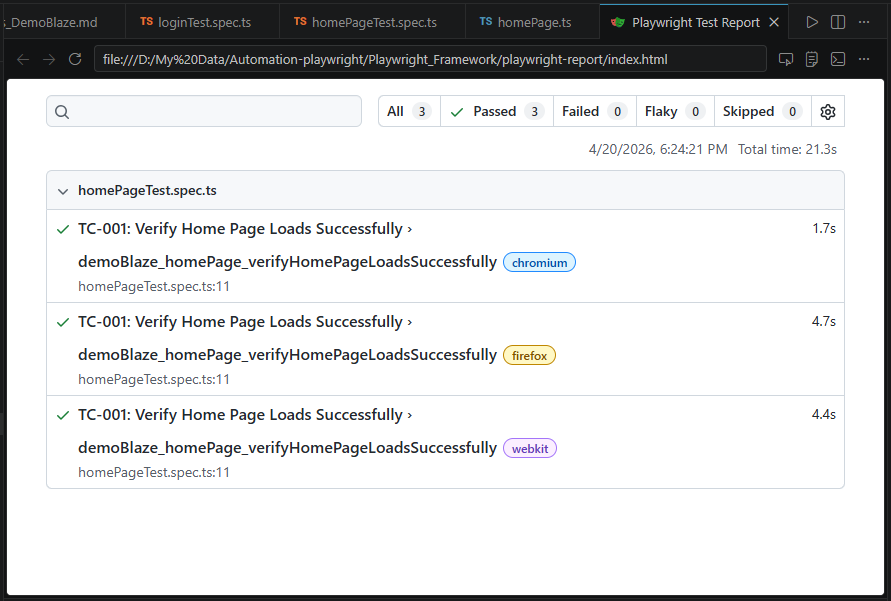 s_DemoBlaze.md TS loginTest.spec.ts TS homePageTest.spec.ts TS homePage.ts Playwright Test Report
file:///D:/My%20Data/Automation-playwright/Playwright_Framework/playwright-report/index.html
All 3 Passed 3 Failed 0 Flaky 0 Skipped 0
4/20/2026, 6:24:21 PM Total time: 21.3s
homePageTest.spec.ts
TC-001: Verify Home Page Loads Successfully › 1.7s
demoBlaze_homePage_verifyHomePageLoadsSuccessfully chromium
homePageTest.spec.ts:11
TC-001: Verify Home Page Loads Successfully › 4.7s
demoBlaze_homePage_verifyHomePageLoadsSuccessfully firefox
homePageTest.spec.ts:11
TC-001: Verify Home Page Loads Successfully › 4.4s
demoBlaze_homePage_verifyHomePageLoadsSuccessfully webkit
homePageTest.spec.ts:11